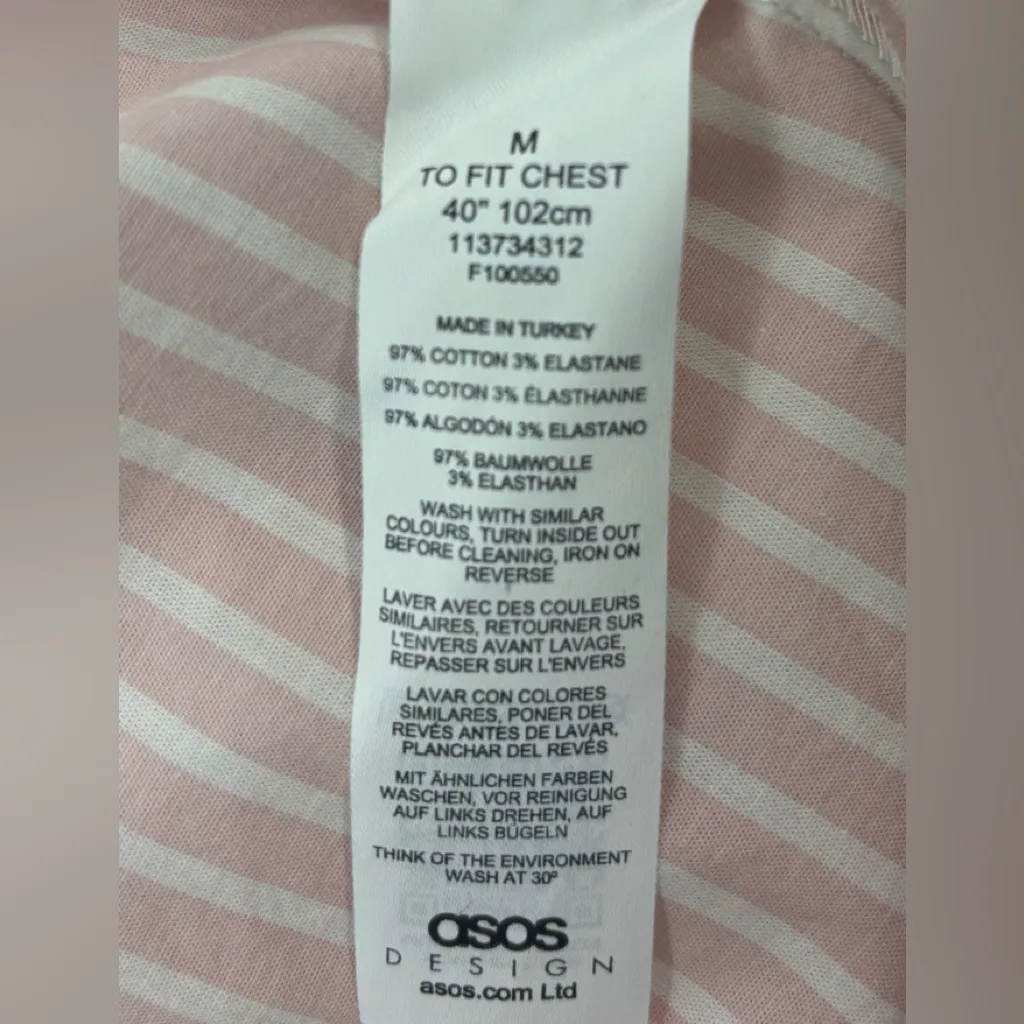 M
TO FIT CHEST
40" 102cm
113734312
F100550
MADE IN TURKEY
97% COTTON 3% ELASTANE
97% COTON 3% ÉLASTHANNE
97% ALGODÓN 3% ELASTANO
97% BAUMWOLLE
3% ELASTHAN
WASH WITH SIMILAR
COLOURS, TURN INSIDE OUT
BEFORE CLEANING, IRON ON
REVERSE
LAVER AVEC DES COULEURS
SIMILAIRES, RETOURNER SUR
L'ENVERS AVANT LAVAGE,
REPASSER SUR L'ENVERS
LAVAR CON COLORES
SIMILARES, PONER DEL
REVÉS ANTES DE LAVAR,
PLANCHAR DEL REVÉS
MIT ÄHNLICHEN FARBEN
WASCHEN, VOR REINIGUNG
AUF LINKS DREHEN, AUF
LINKS BÜGELN
THINK OF THE ENVIRONMENT
WASH AT 30º
asos
DESIGN
asos.com Ltd